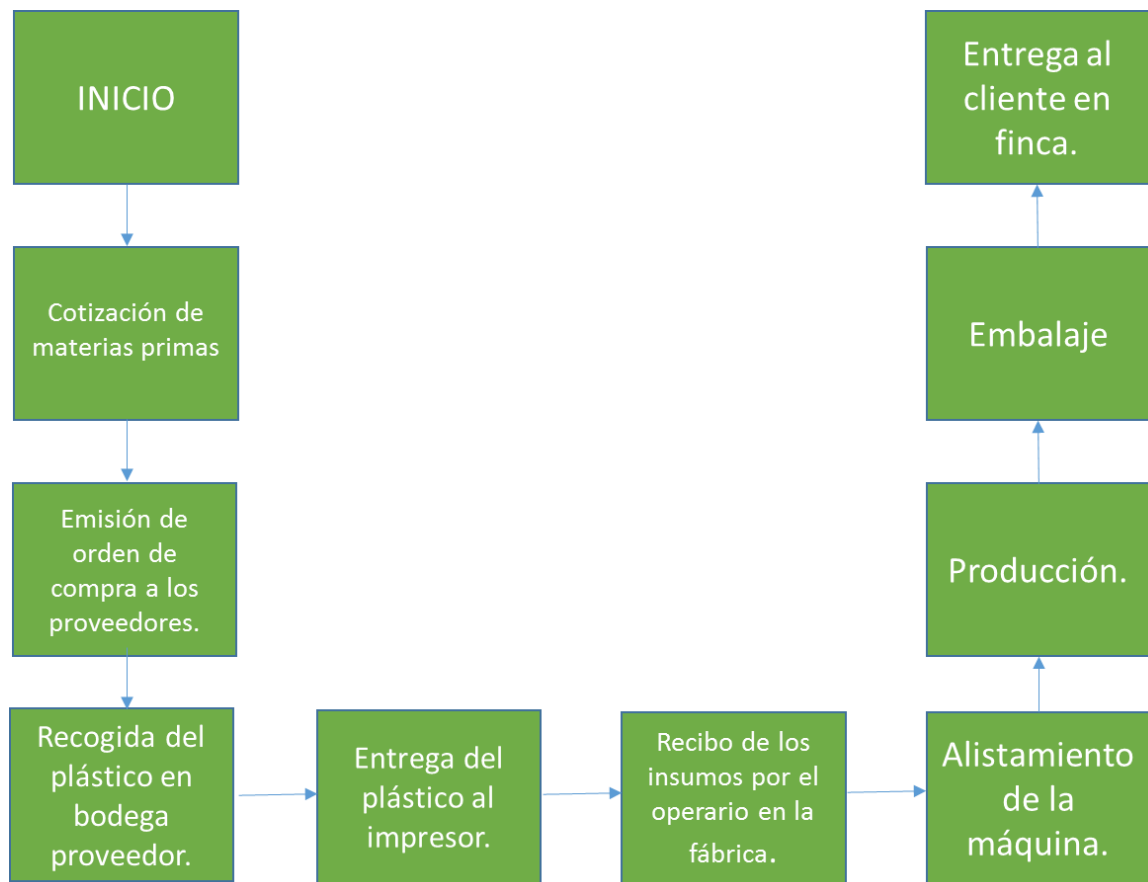 INICIO
Cotización de
materias primas
Emisión de
orden de
compra a los
proveedores.
Recogida del
plástico en
bodega
proveedor.
Entrega del
plástico al
impresor.
Recibo de los
insumos por el
operario en la
fábrica.
Alistamiento
de la
máquina.
Producción.
Embalaje
Entrega al
cliente en
finca.